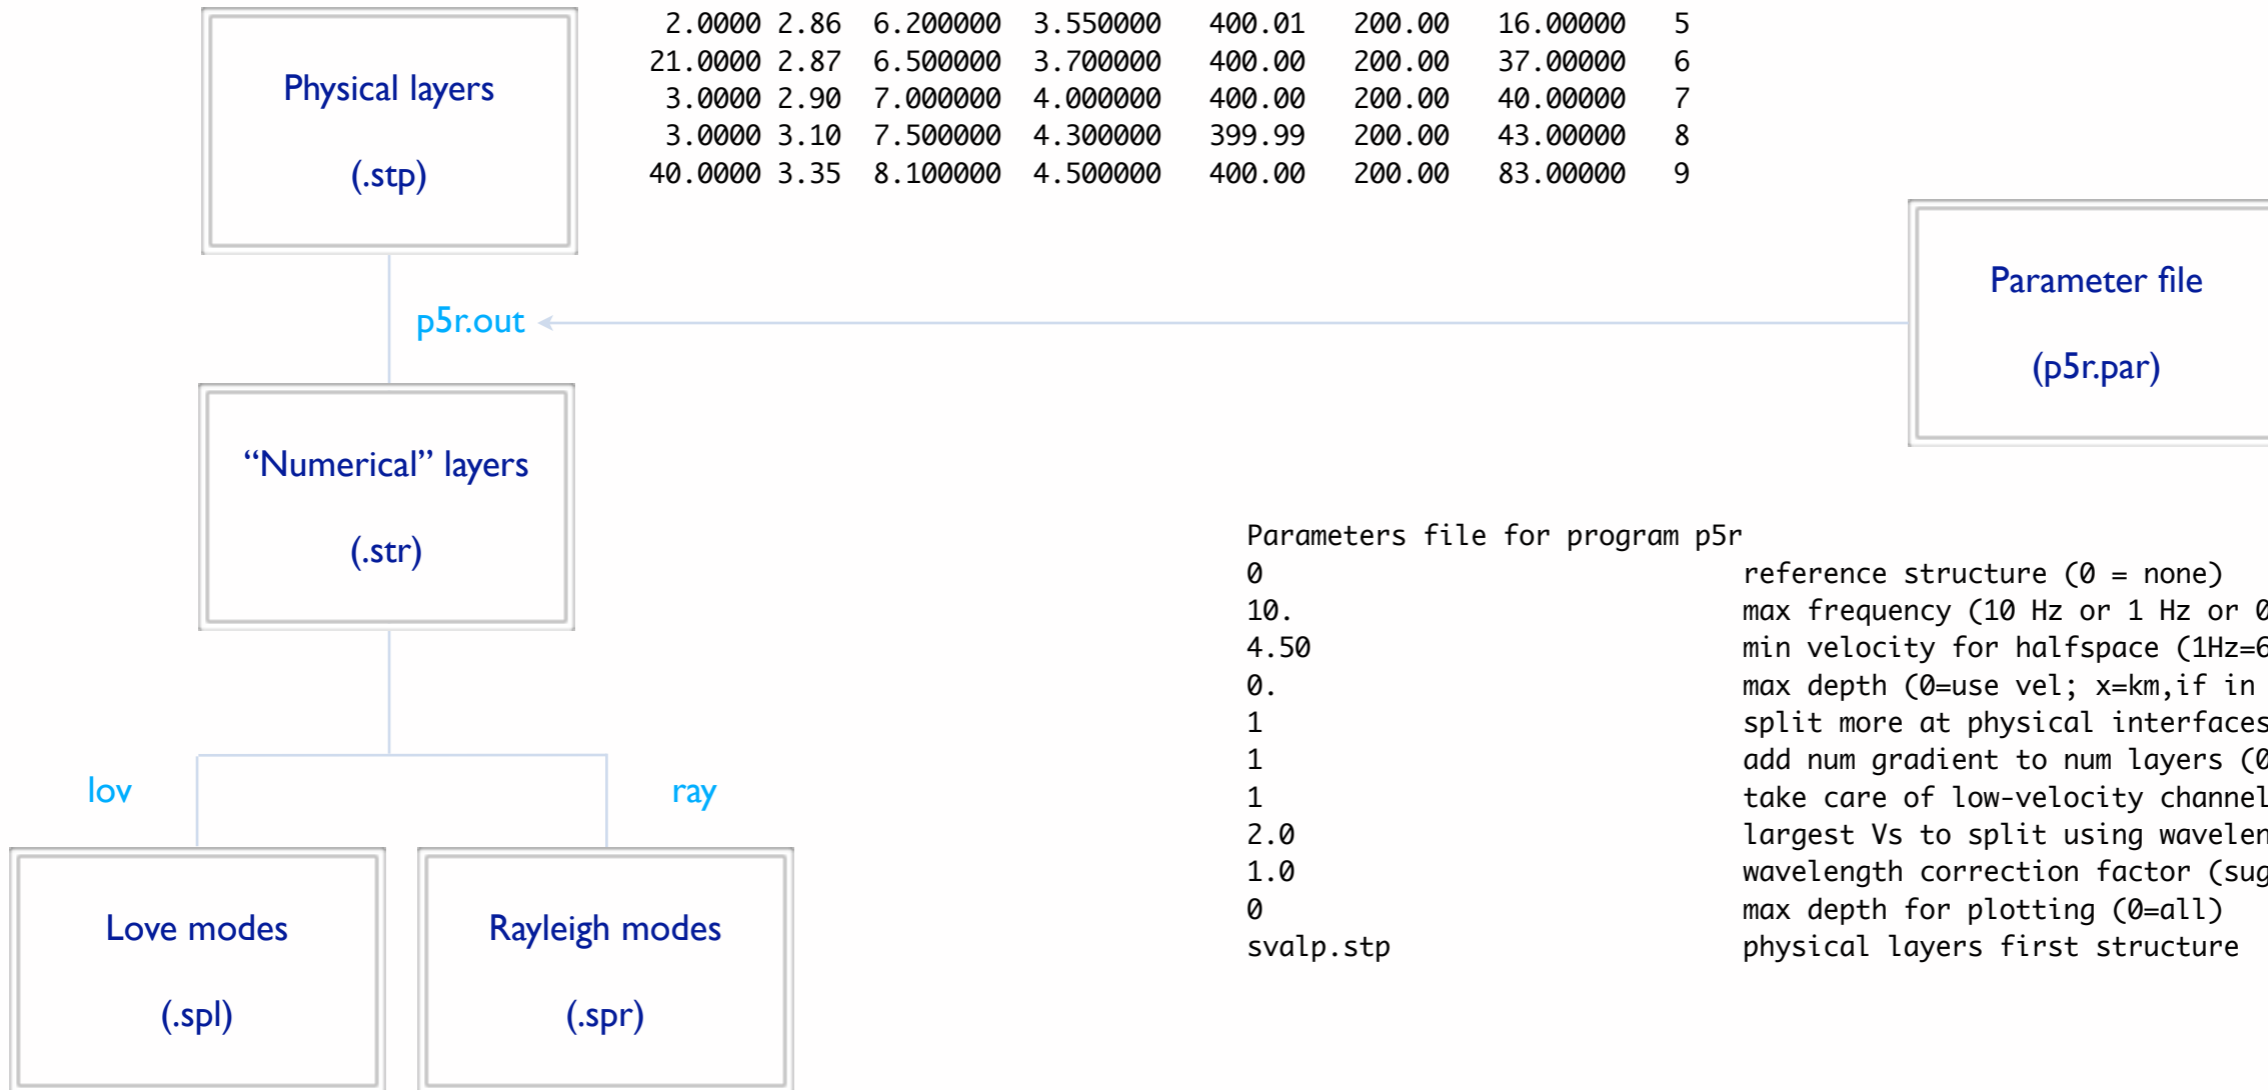 2.0000 2.86 6.200000 3.550000 400.01 200.00 16.00000 5
21.0000 2.87 6.500000 3.700000 400.00 200.00 37.00000 6
3.0000 2.90 7.000000 4.000000 400.00 200.00 40.00000 7
3.0000 3.10 7.500000 4.300000 399.99 200.00 43.00000 8
40.0000 3.35 8.100000 4.500000 400.00 200.00 83.00000 9
Physical layers
(.stp)
p5r.out
Parameter file
(p5r.par)
“Numerical” layers
(.str)
Parameters file for program p5r
0 reference structure (0 = none)
10. max frequency (10 Hz or 1 Hz or 0
4.50 min velocity for halfspace (1Hz=6
0. max depth (0=use vel; x=km,if in
1 split more at physical interfaces
1 add num gradient to num layers (0
1 take care of low-velocity channel
2.0 largest Vs to split using wavelen
1.0 wavelength correction factor (sug
0 max depth for plotting (0=all)
svalp.stp physical layers first structure
lov
ray
Love modes
(.spl)
Rayleigh modes
(.spr)